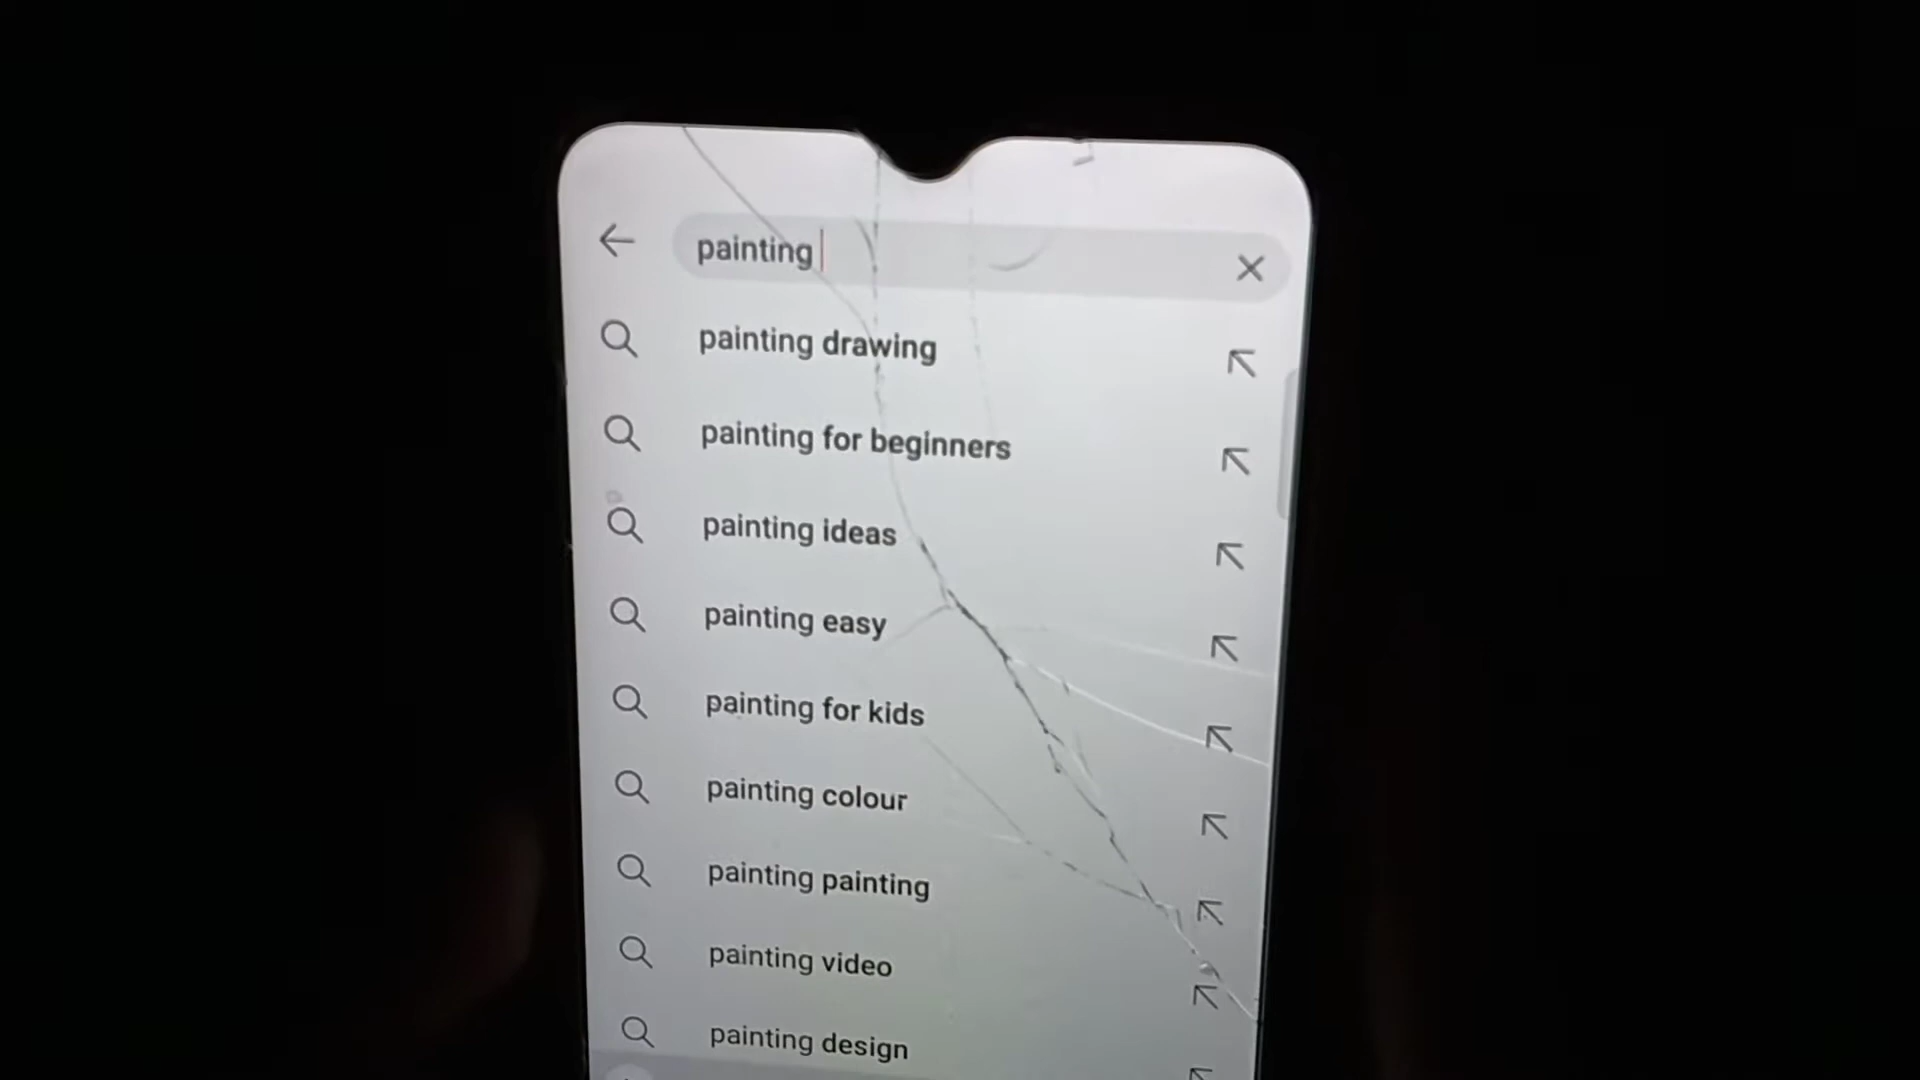 painting
painting drawing
painting for beginners
painting ideas
painting easy
painting for kids
painting colour
painting painting
painting video
painting design